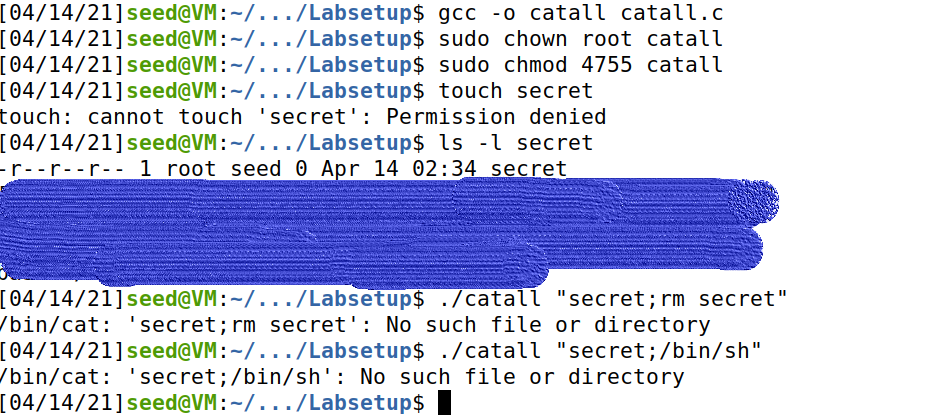 [04/14/21]seed@VM:~/.../Labsetup$ gcc -o catall catall.c
[04/14/21]seed@VM:~/.../Labsetup$ sudo chown root catall
[04/14/21]seed@VM:~/.../Labsetup$ sudo chmod 4755 catall
[04/14/21]seed@VM:~/.../Labsetup$ touch secret
touch: cannot touch 'secret': Permission denied
[04/14/21]seed@VM:~/.../Labsetup$ ls -l secret
-r--r--r-- 1 root seed 0 Apr 14 02:34 secret
[04/14/21]seed@VM:~/.../Labsetup$ ./catall "secret;rm secret"
/bin/cat: 'secret;rm secret': No such file or directory
[04/14/21]seed@VM:~/.../Labsetup$ ./catall "secret;/bin/sh"
/bin/cat: 'secret;/bin/sh': No such file or directory
[04/14/21]seed@VM:~/.../Labsetup$